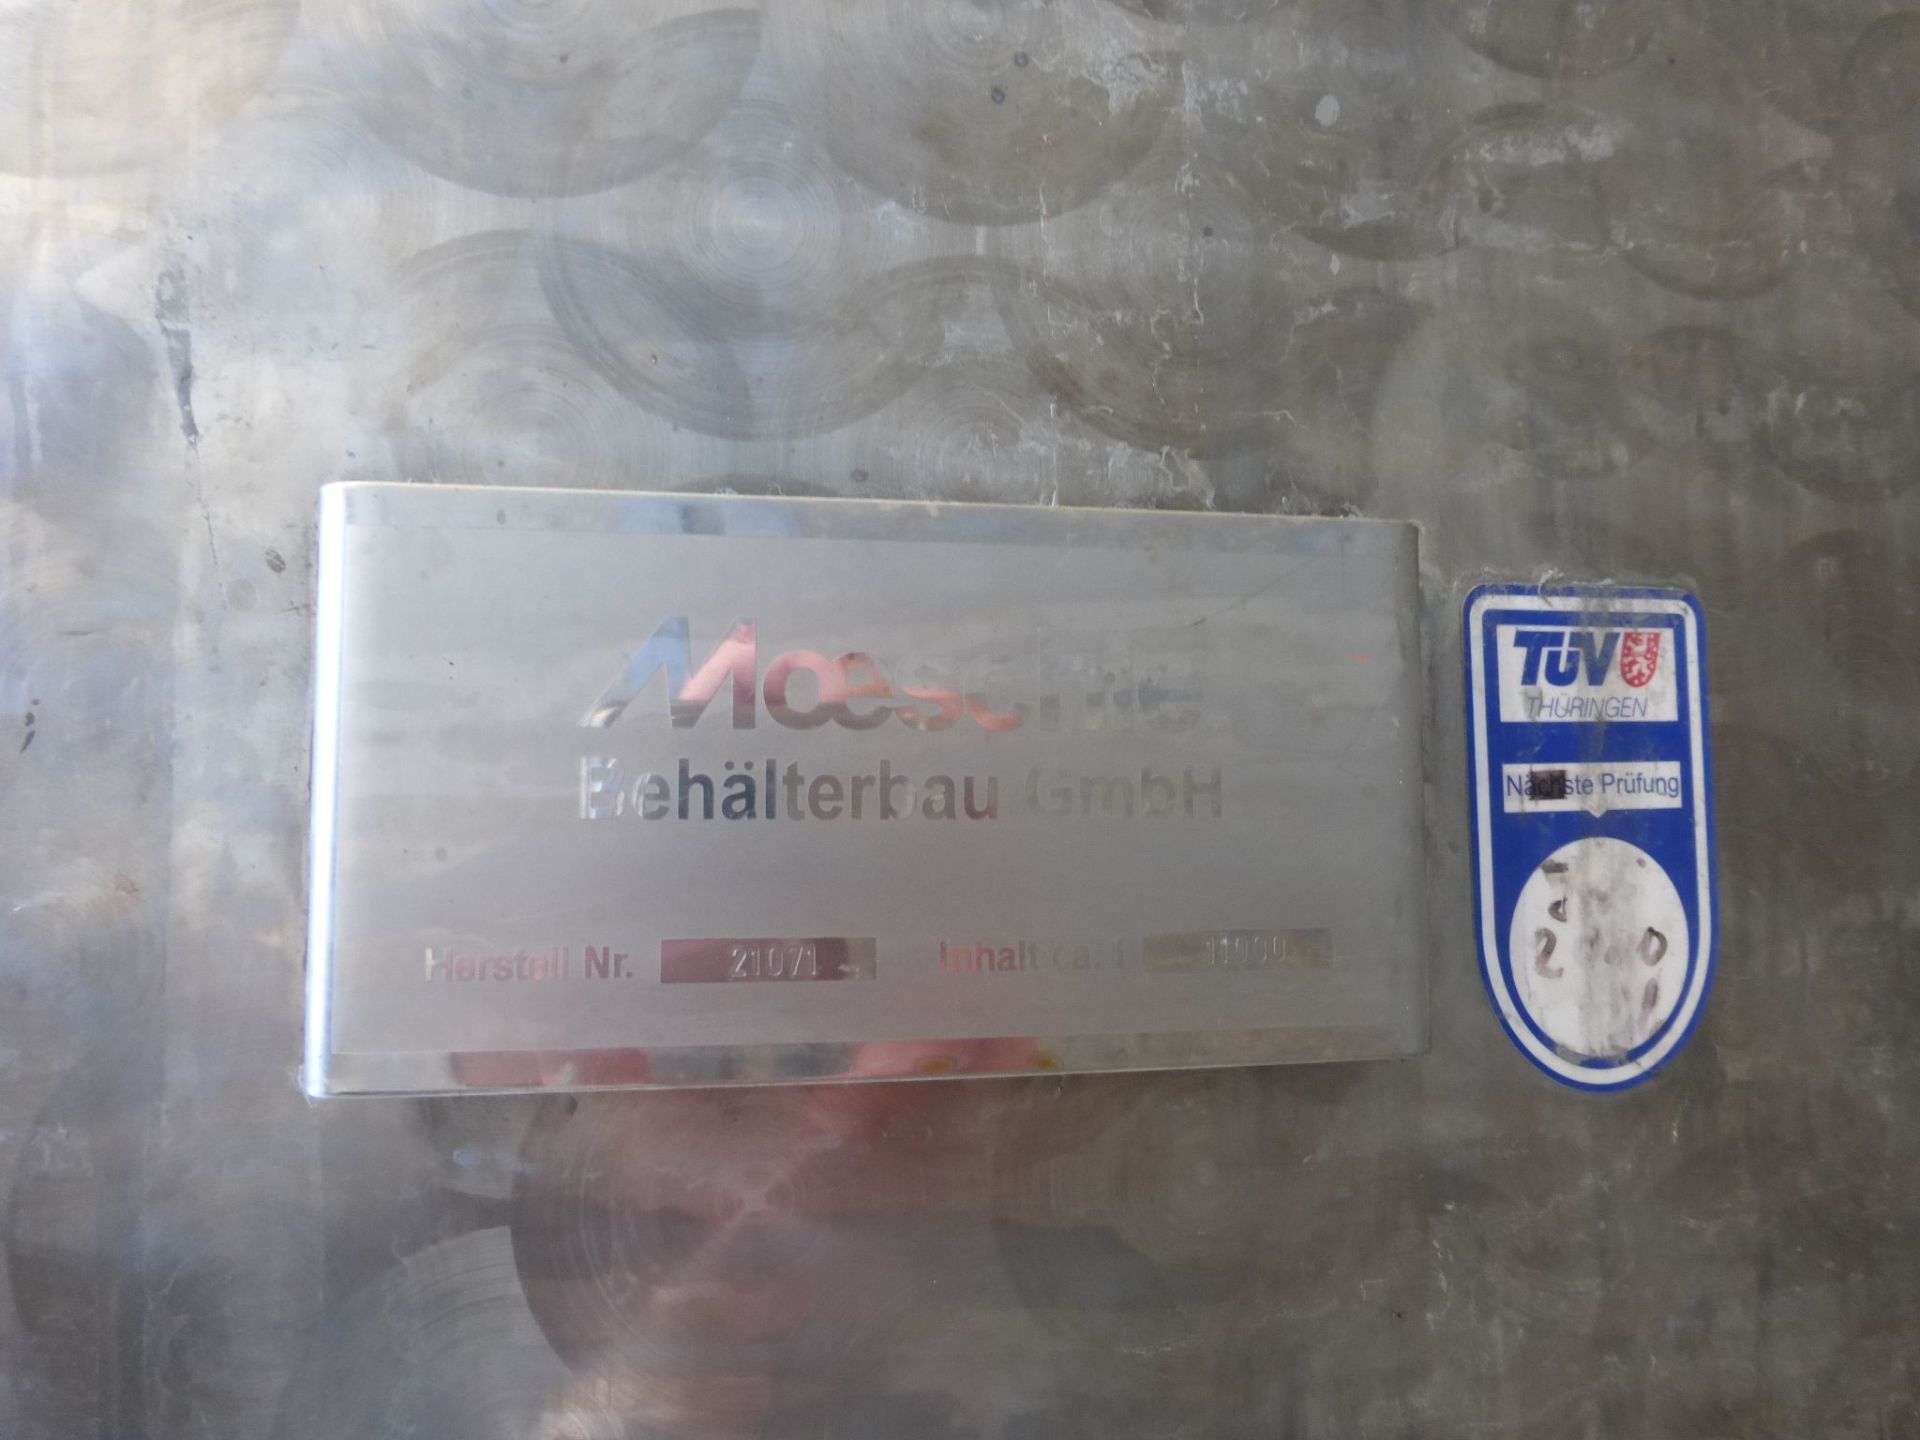 Moeschle
Behälterbau GmbH
Herstell Nr. 21071 Inhalt ca. l 11000
TÜV
THÜRINGEN
Nächste Prüfung